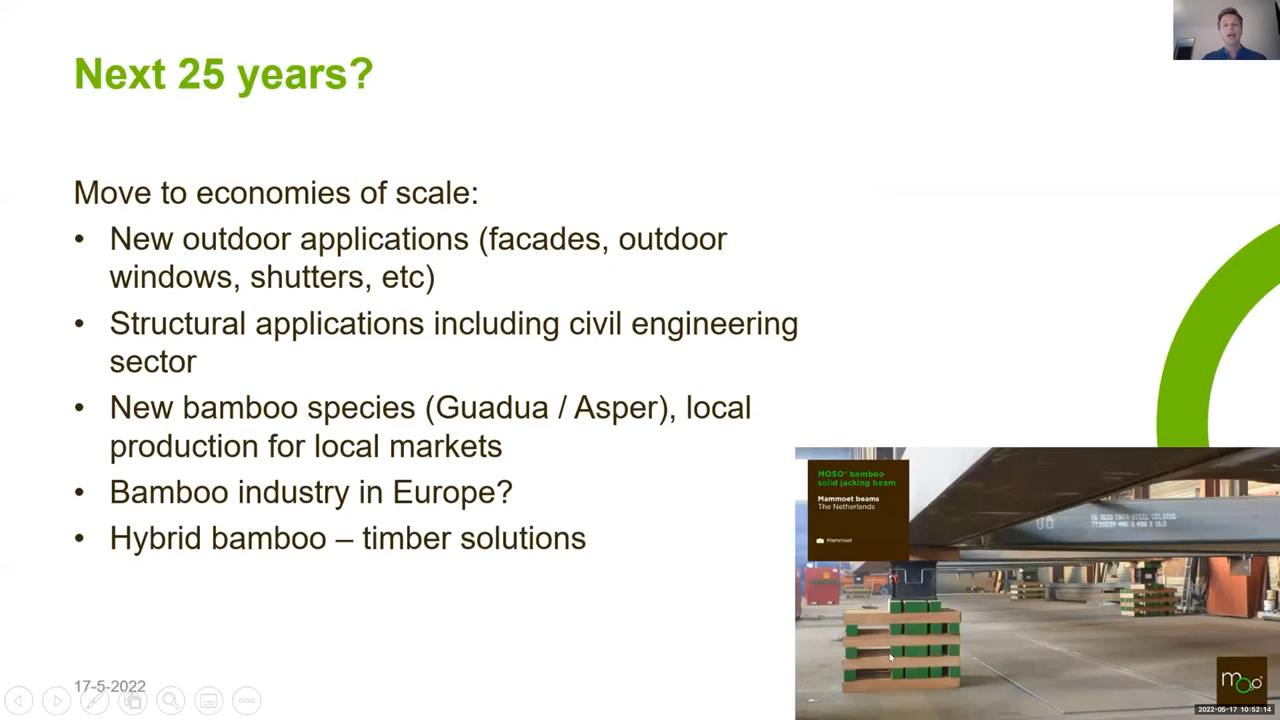 Next 25 years?
Move to economies of scale:
• New outdoor applications (facades, outdoor
windows, shutters, etc)
• Structural applications including civil engineering
sector
• New bamboo species (Guadua / Asper), local
production for local markets
• Bamboo industry in Europe?
• Hybrid bamboo – timber solutions
MOSO® bamboo
solid jacking beam
Mammoet beams
The Netherlands
Mammoet
moso
17-5-2022
2022-05-17 10:52:14